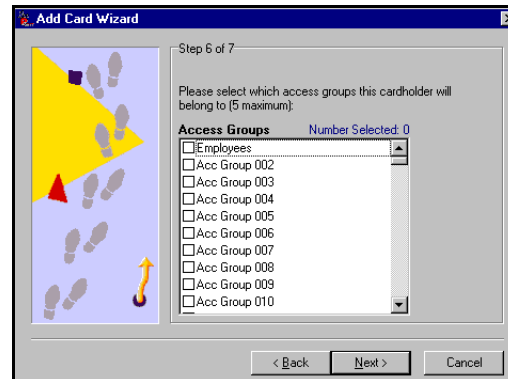 Add Card Wizard
Step 6 of 7
Please select which access groups this cardholder will
belong to (5 maximum):
Access Groups Number Selected: 0
Employees
Acc Group 002
Acc Group 003
Acc Group 004
Acc Group 005
Acc Group 006
Acc Group 007
Acc Group 008
Acc Group 009
Acc Group 010
< Back Next > Cancel